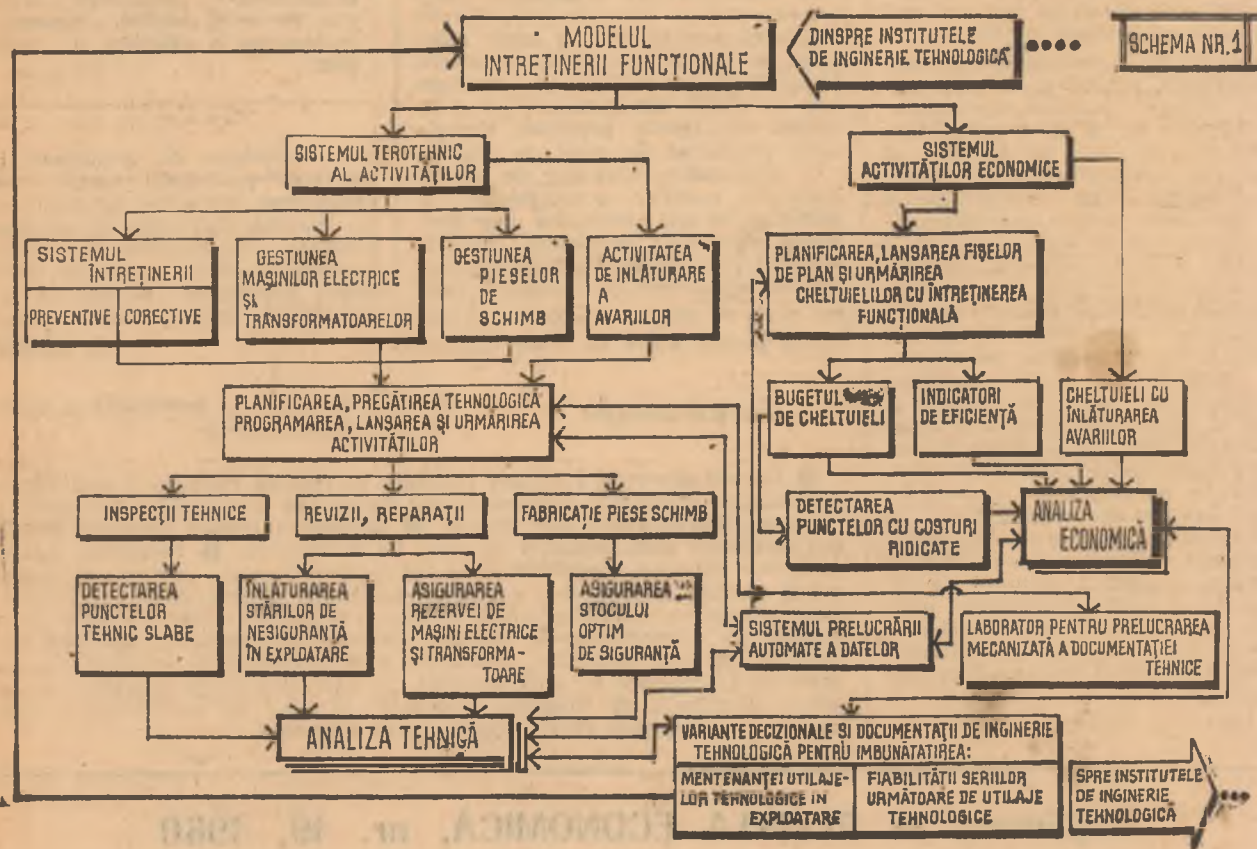 MODELUL
INTREȚINERII FUNCȚIONALE
DINSPRE INSTITUTELE
DE INGINERIE TEHNOLOGICĂ
SCHEMA NR.1
SISTEMUL TEROTEHNIC
AL ACTIVITĂȚILOR
SISTEMUL
ACTIVITĂȚILOR ECONOMICE
SISTEMUL
ÎNTREȚINERII
PREVENTIVE
CORECTIVE
GESTIUNEA
MAȘINILOR ELECTRICE
ȘI
TRANSFORMATOARELOR
GESTIUNEA
PIESELOR
DE
SCHIMB
ACTIVITATEA
DE INLĂTURARE
A
AVARIILOR
PLANIFICAREA, LANSAREA FIȘELOR
DE PLAN ȘI URMĂRIREA
CHELTUIELILOR CU ÎNTREȚINEREA
FUNCȚIONALĂ
PLANIFICAREA, PREGĂTIREA TEHNOLOGICĂ
PROGRAMAREA, LANSAREA ȘI URMĂRIREA
ACTIVITĂȚILOR
BUGETUL
DE CHELTUIELI
INDICATORI
DE EFICIENȚĂ
CHELTUIELI CU
ÎNLĂTURAREA
AVARIILOR
INSPECȚII TEHNICE
REVIZII, REPARAȚII
FABRICAȚIE PIESE SCHIMB
DETECTAREA
PUNCTELOR CU COSTURI
RIDICATE
ANALIZA
ECONOMICĂ
DETECTAREA
PUNCTELOR
TEHNIC SLABE
ÎNLĂTURAREA
STĂRILOR DE
NESIGURANȚĂ
ÎN EXPLOATARE
ASIGURAREA
REZERVEI DE
MAȘINI ELECTRICE
ȘI TRANSFORMA-
TOARE
ASIGURAREA
STOCULUI
OPTIM
DE SIGURANȚĂ
SISTEMUL PRELUCRĂRII
AUTOMATE A DATELOR
LABORATOR PENTRU PRELUCRAREA
MECANIZATĂ A DOCUMENTAȚIEI
TEHNICE
ANALIZA TEHNIGĂ
VARIANTE DECIZIONALE SI DOCUMENTAȚII DE INGINERIE
TEHNOLOGICĂ PENTRU IMBUNĂTATIREA:
MENTENANȚEI UTILAJE-
LOR TEHNOLOGICE IN
EXPLOATARE
FIABILITĂȚII SERIILOR
URMĂTOARE DE UTILAJE
TEHNOLOGICE
SPRE INSTITUTELE
DE INGINERIE
TEHNOLOGICĂ